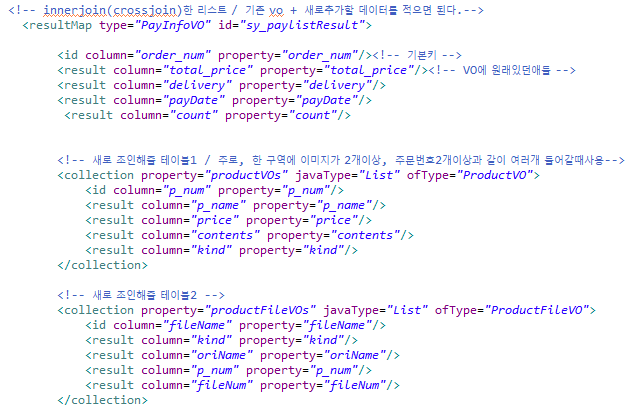 <!-- innerjoin(crossjoin)한 리스트 / 기존 vo + 새로추가할 데이터를 적으면 된다.-->
<resultMap type="PayInfoVO" id="sy_paylistResult">
<id column="order_num" property="order_num"/><!-- 기본키 -->
<result column="total_price" property="total_price"/><!-- VO에 원래있던애들 -->
<result column="delivery" property="delivery"/>
<result column="payDate" property="payDate"/>
<result column="count" property="count"/>
<!-- 새로 조인해줄 테이블1 / 주로, 한 구역에 이미지가 2개이상, 주문번호2개이상과 같이 여러개 들어갈때사용-->
<collection property="productVOs" javaType="List" ofType="ProductVO">
<id column="p_num" property="p_num"/>
<result column="p_name" property="p_name"/>
<result column="price" property="price"/>
<result column="contents" property="contents"/>
<result column="kind" property="kind"/>
</collection>
<!-- 새로 조인해줄 테이블2 -->
<collection property="productFileVOs" javaType="List" ofType="ProductFileVO">
<id column="fileName" property="fileName"/>
<result column="kind" property="kind"/>
<result column="oriName" property="oriName"/>
<result column="p_num" property="p_num"/>
<result column="fileNum" property="fileNum"/>
</collection>